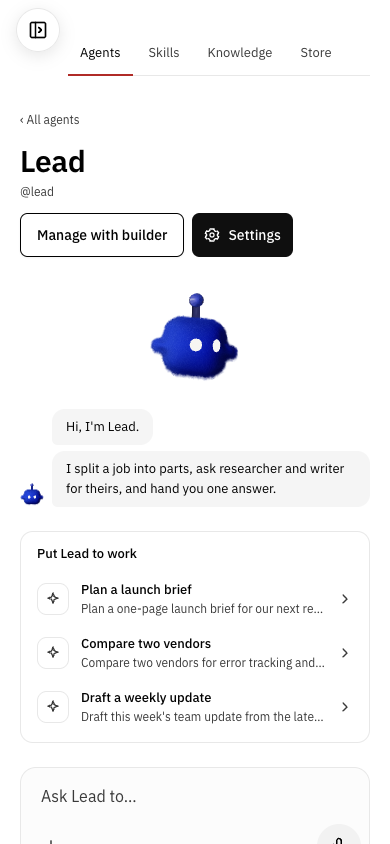 Agents
Skills
Knowledge
Store
‹ All agents
Lead
@lead
Manage with builder
Settings
Hi, I'm Lead.
I split a job into parts, ask researcher and writer
for theirs, and hand you one answer.
Put Lead to work
Plan a launch brief
Plan a one-page launch brief for our next re...
Compare two vendors
Compare two vendors for error tracking and...
Draft a weekly update
Draft this week's team update from the late...
Ask Lead to...